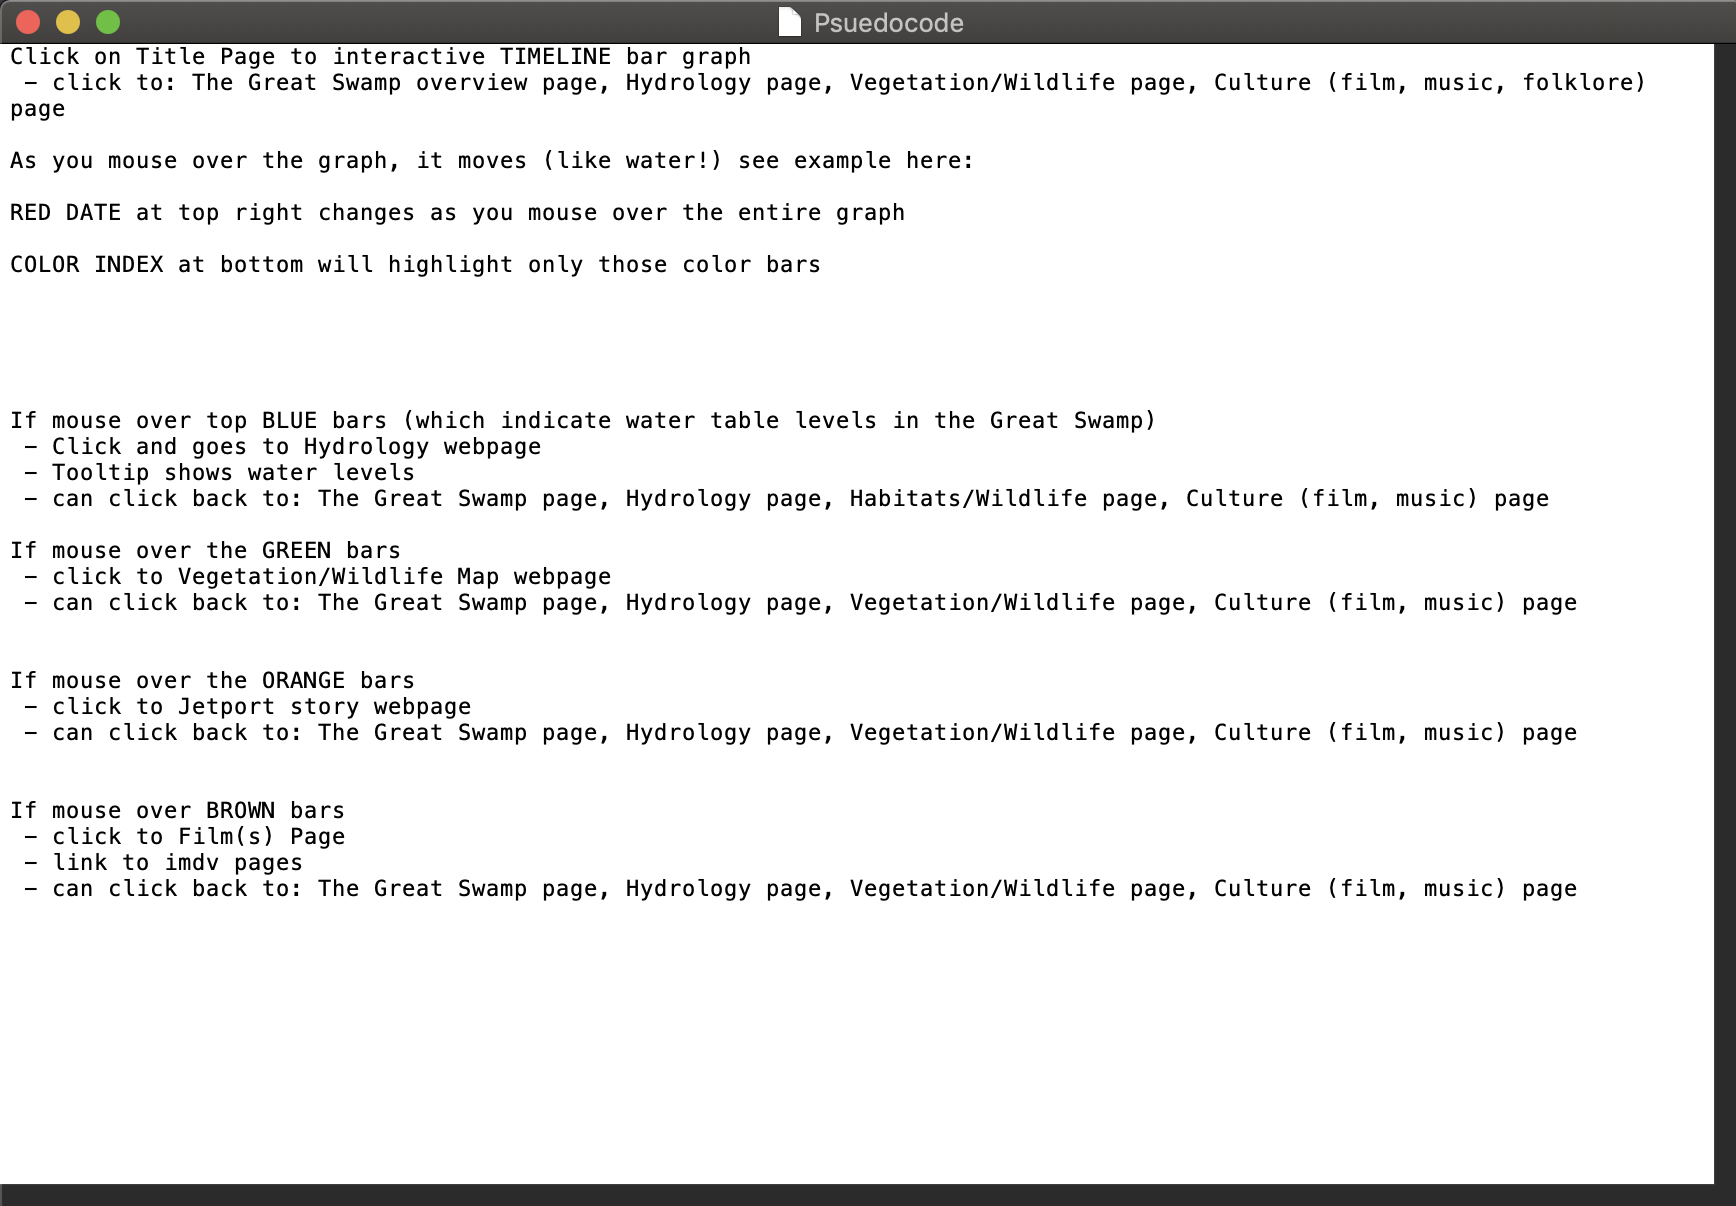 Psuedocode
Click on Title Page to interactive TIMELINE bar graph
– click to: The Great Swamp overview page, Hydrology page, Vegetation/Wildlife page, Culture (film, music, folklore)
page
As you mouse over the graph, it moves (like water!) see example here:
RED DATE at top right changes as you mouse over the entire graph
COLOR INDEX at bottom will highlight only those color bars
If mouse over top BLUE bars (which indicate water table levels in the Great Swamp)
– Click and goes to Hydrology webpage
– Tooltip shows water levels
– can click back to: The Great Swamp page, Hydrology page, Habitats/Wildlife page, Culture (film, music) page
If mouse over the GREEN bars
– click to Vegetation/Wildlife Map webpage
– can click back to: The Great Swamp page, Hydrology page, Vegetation/Wildlife page, Culture (film, music) page
If mouse over the ORANGE bars
– click to Jetport story webpage
– can click back to: The Great Swamp page, Hydrology page, Vegetation/Wildlife page, Culture (film, music) page
If mouse over BROWN bars
– click to Film(s) Page
– link to imdv pages
– can click back to: The Great Swamp page, Hydrology page, Vegetation/Wildlife page, Culture (film, music) page